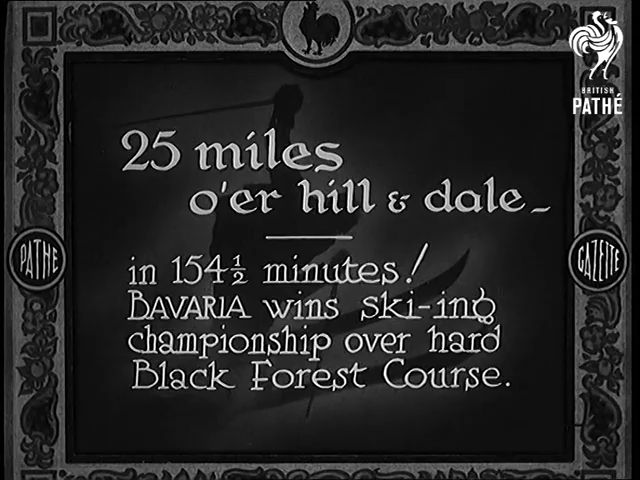 BRITISH
PATHÉ
25 miles
o'er hill & dale -
PATHE
GAZETTE
in 154½ minutes!
BAVARIA wins ski-ing
championship over hard
Black Forest Course.